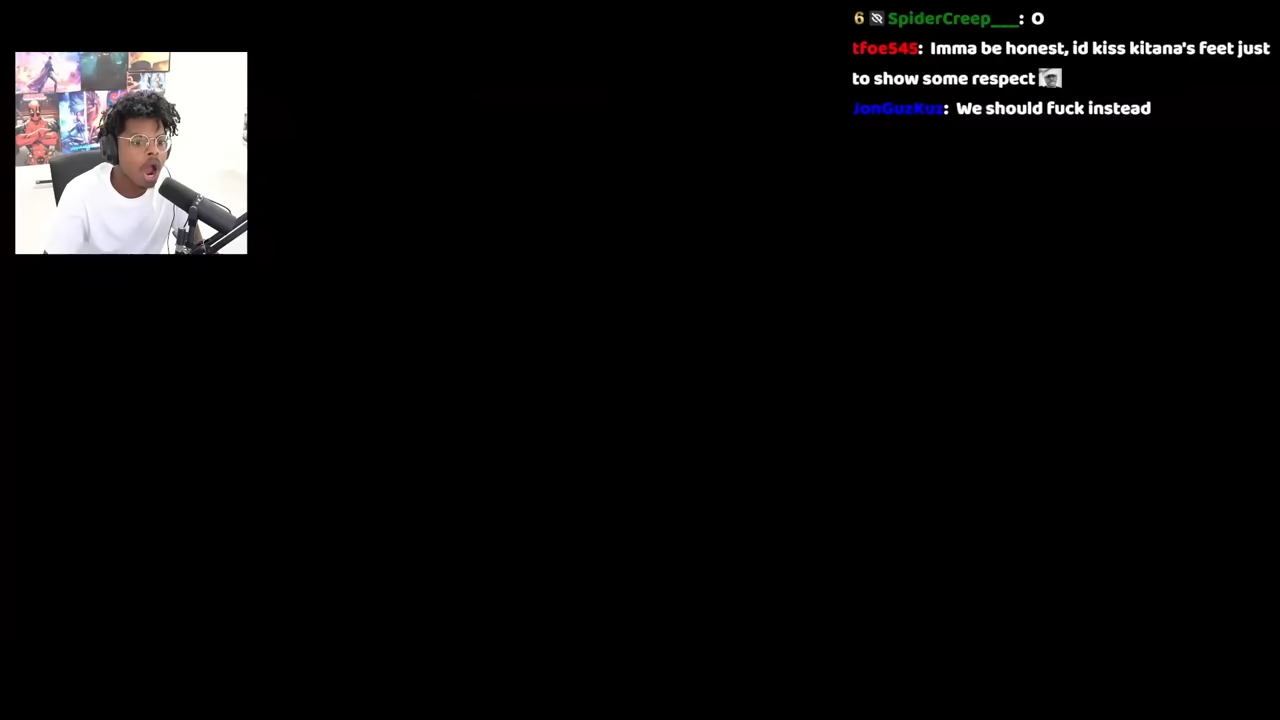 6 SpiderCreep___: O
tfoe545: Imma be honest, id kiss kitana's feet just
to show some respect
JonGuzKuz: We should fuck instead